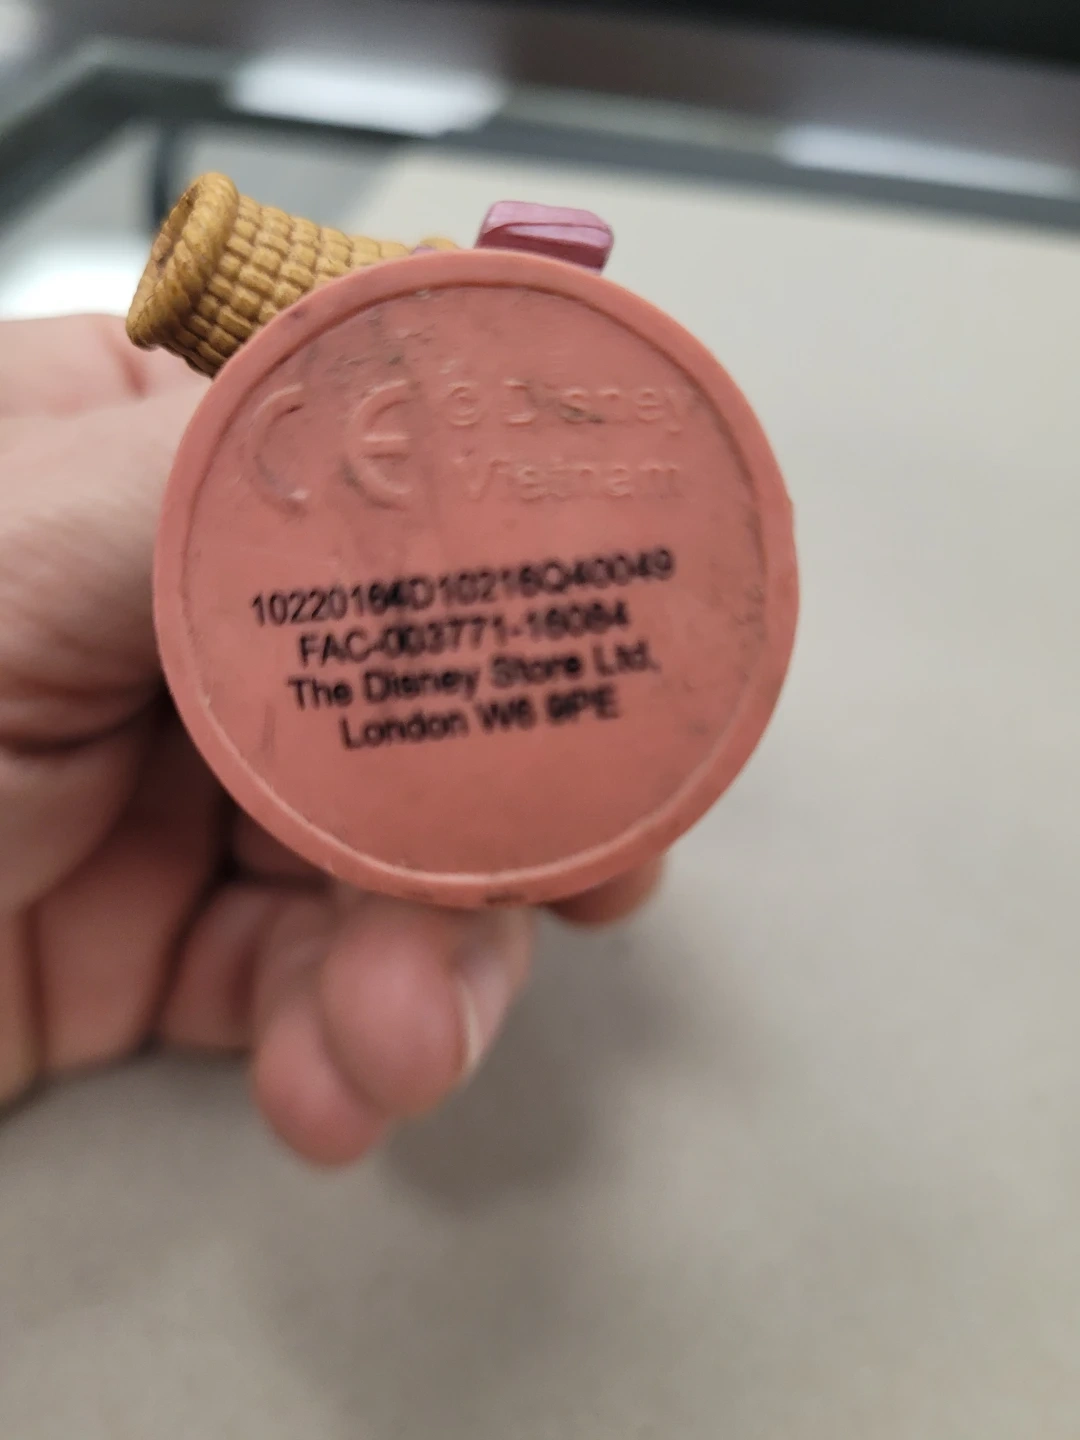 CE © Disney
Vietnam
10220164D10216Q40049
FAC-003771-16084
The Disney Store Ltd.
London W6 9PE